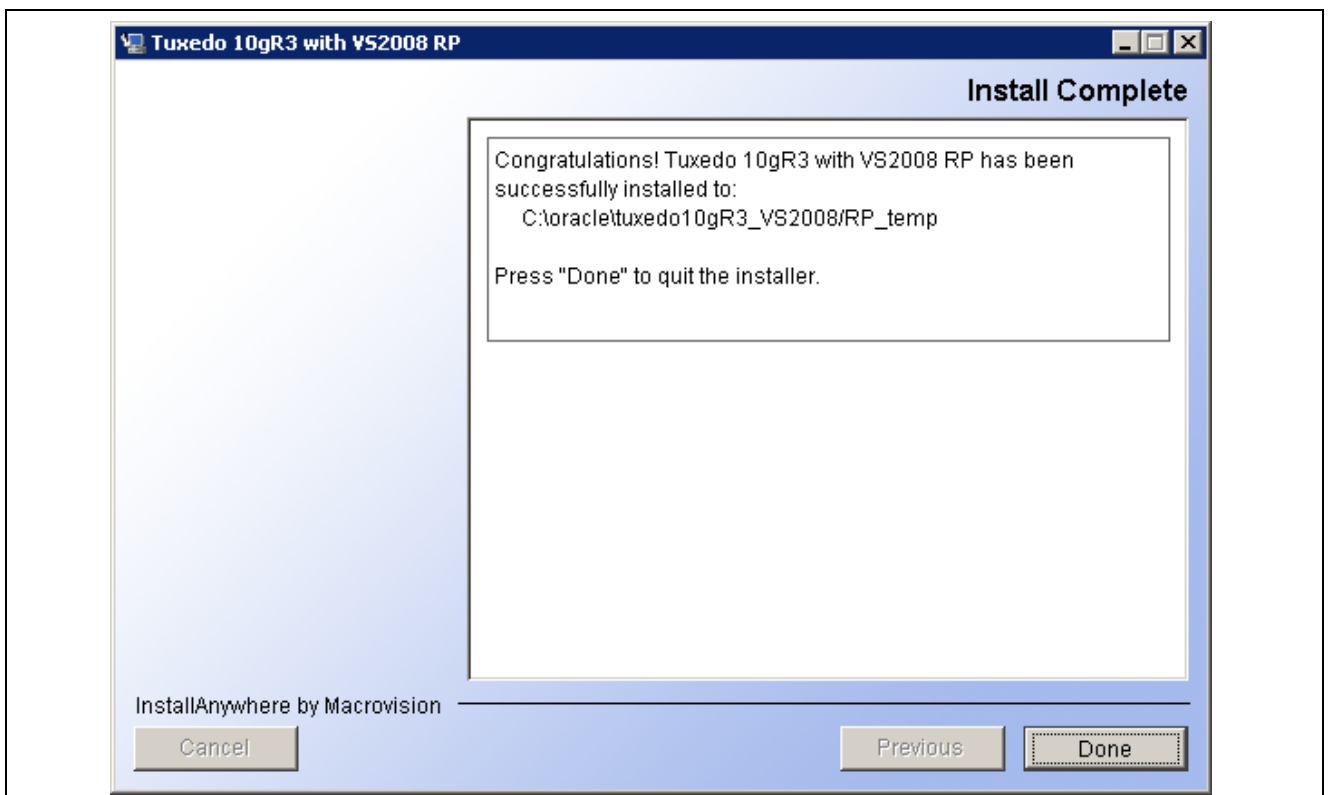 Tuxedo 10gR3 with VS2008 RP
Install Complete
Congratulations! Tuxedo 10gR3 with VS2008 RP has been
successfully installed to:
C:\oracle\tuxedo10gR3_VS2008/RP_temp
Press "Done" to quit the installer.
InstallAnywhere by Macrovision
Cancel
Previous
Done